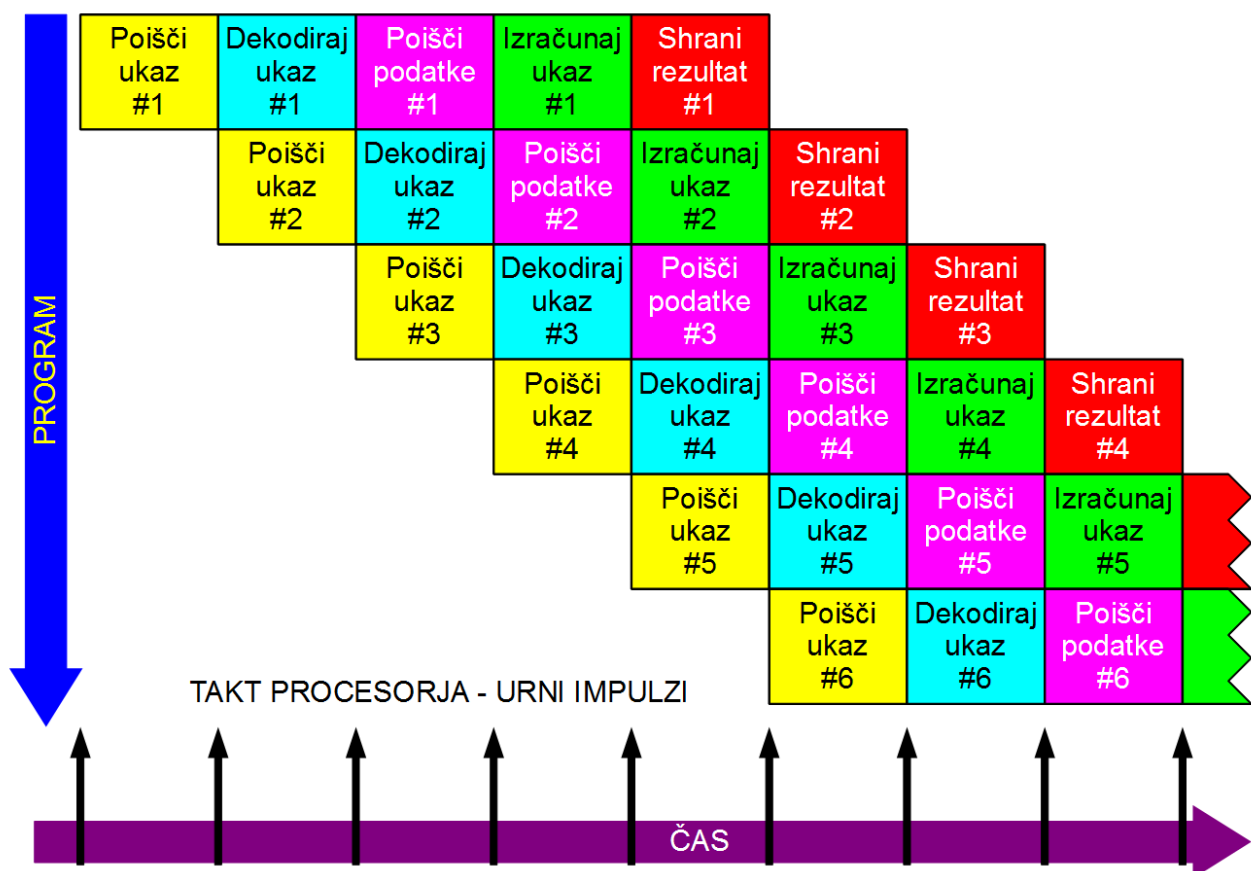 PROGRAM
Poišči
ukaz
#1
Dekodiraj
ukaz
#1
Poišči
podatke
#1
Izračunaj
ukaz
#1
Shrani
rezultat
#1
Poišči
ukaz
#2
Dekodiraj
ukaz
#2
Poišči
podatke
#2
Izračunaj
ukaz
#2
Shrani
rezultat
#2
Poišči
ukaz
#3
Dekodiraj
ukaz
#3
Poišči
podatke
#3
Izračunaj
ukaz
#3
Shrani
rezultat
#3
Poišči
ukaz
#4
Dekodiraj
ukaz
#4
Poišči
podatke
#4
Izračunaj
ukaz
#4
Shrani
rezultat
#4
Poišči
ukaz
#5
Dekodiraj
ukaz
#5
Poišči
podatke
#5
Izračunaj
ukaz
#5
Poišči
ukaz
#6
Dekodiraj
ukaz
#6
Poišči
podatke
#6
TAKT PROCESORJA - URNI IMPULZI
ČAS